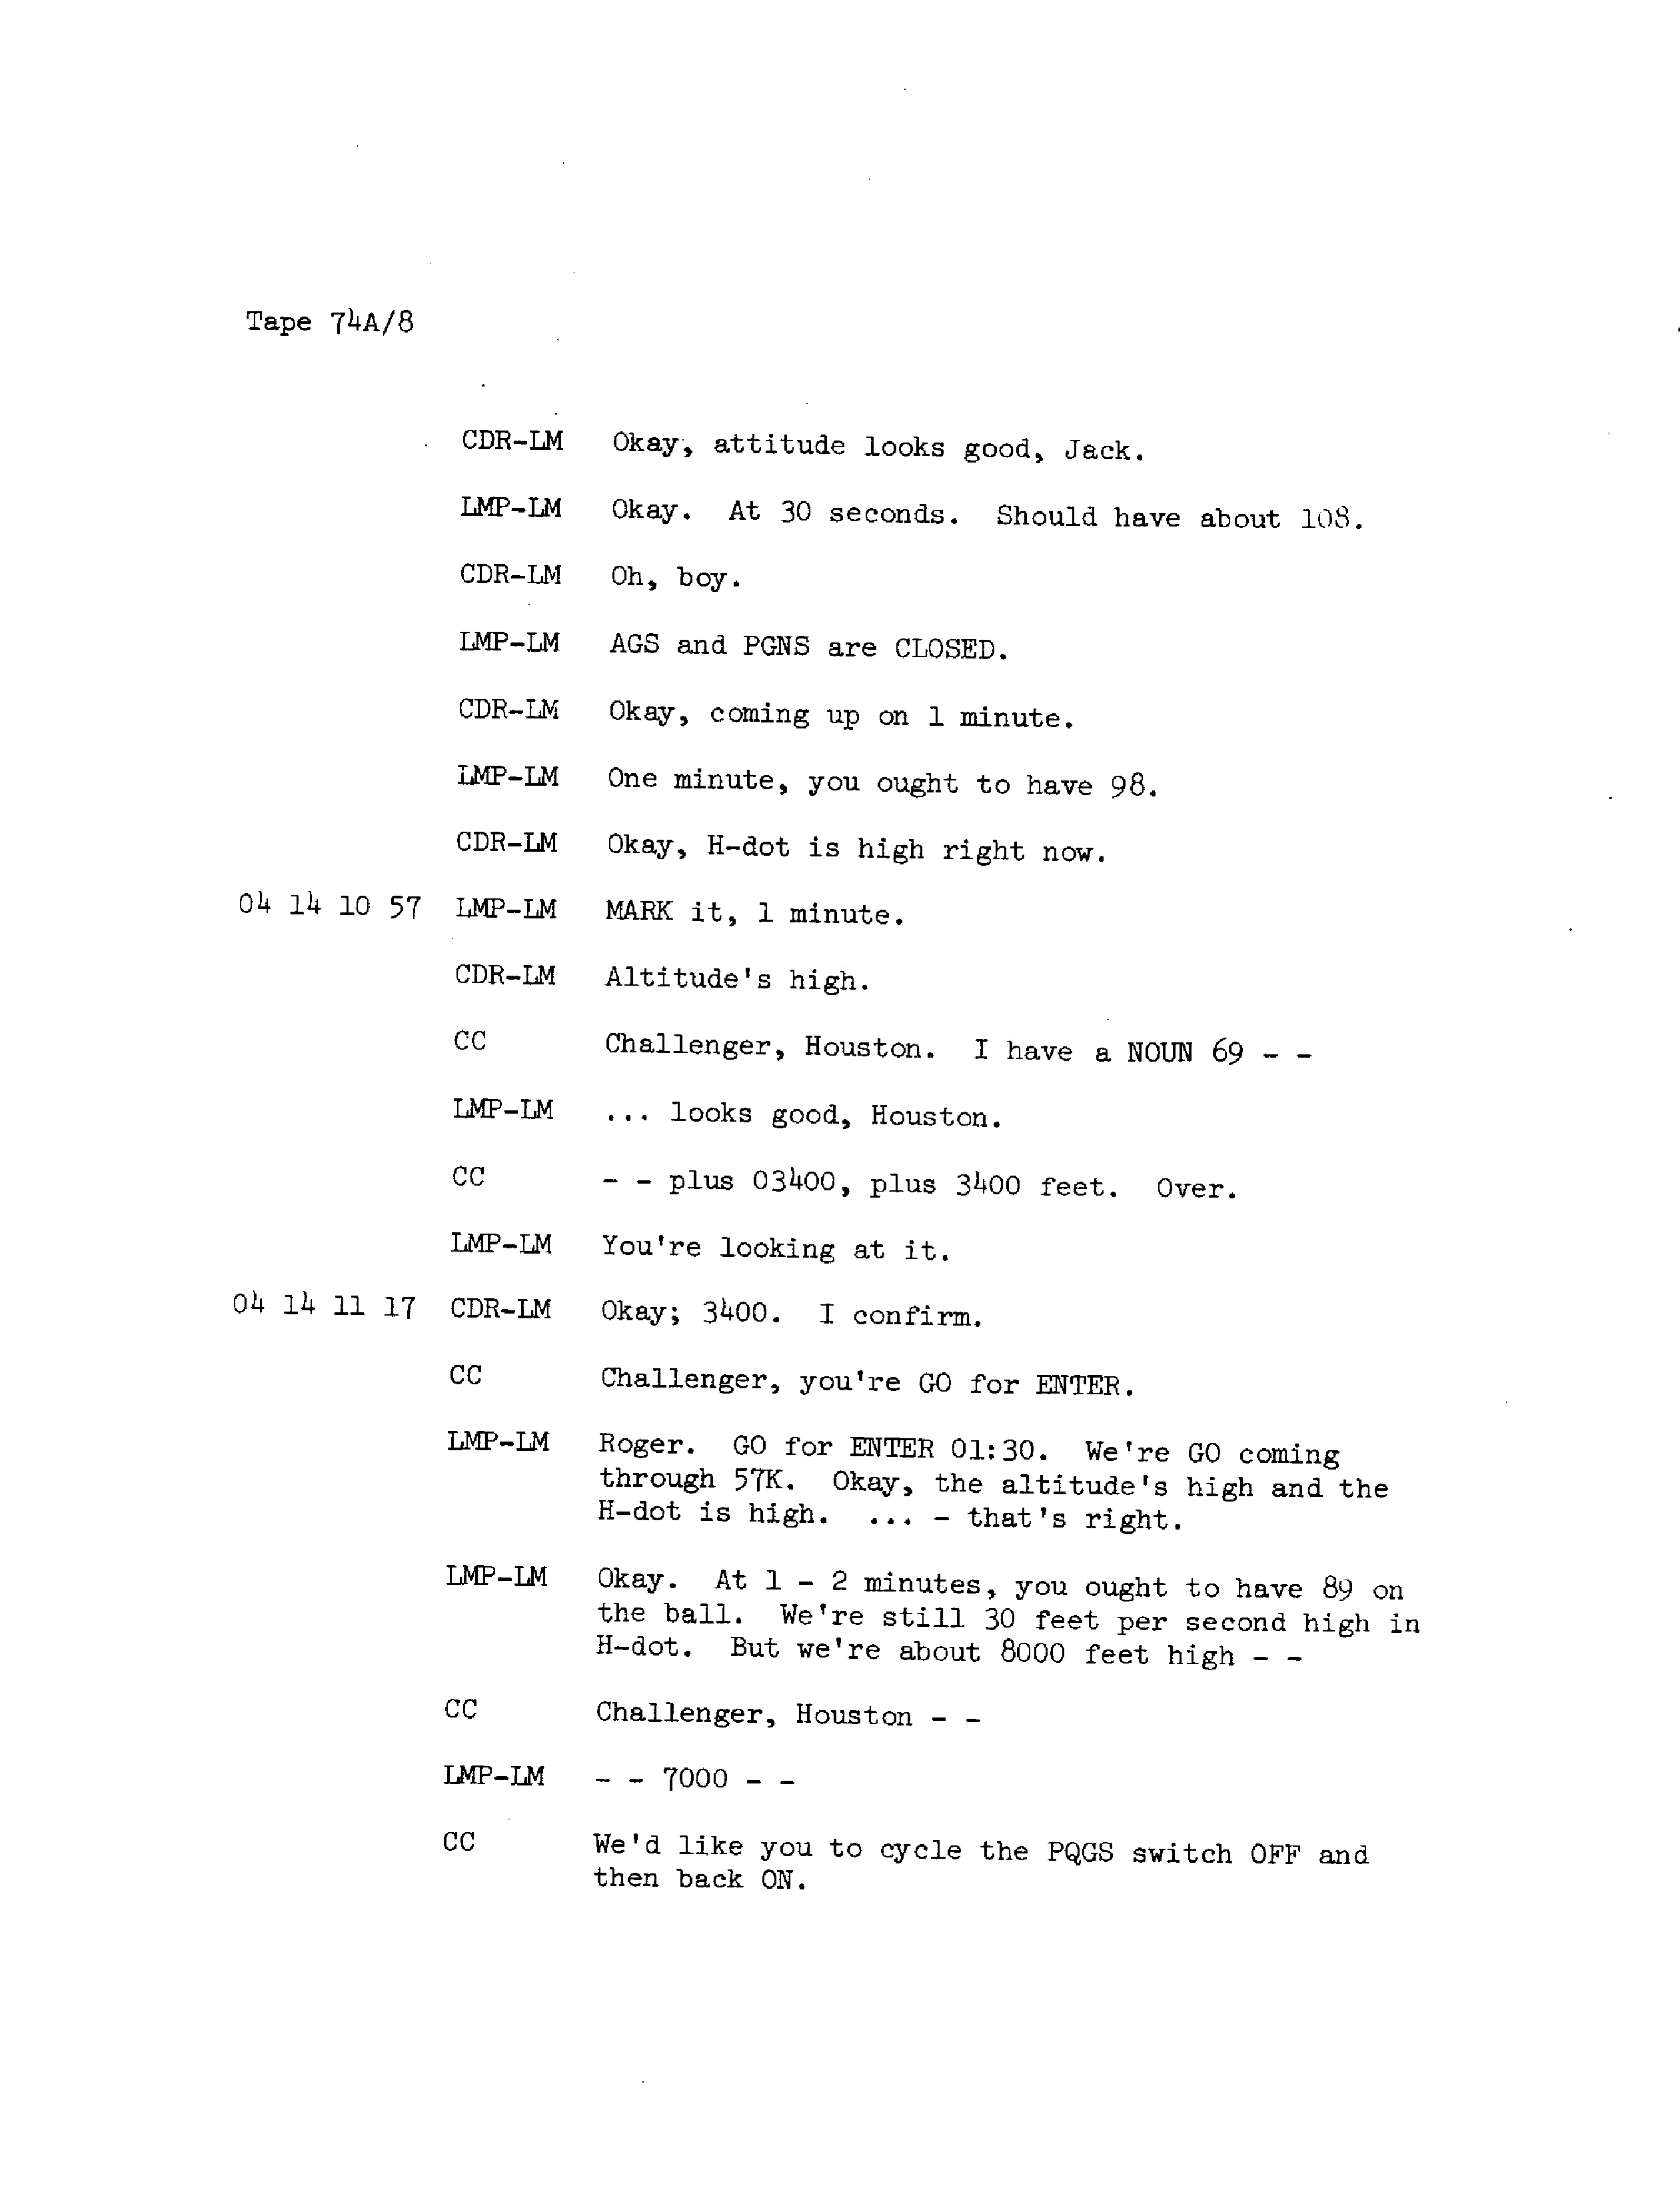 Tape 74A/8
CDR-LM Okay, attitude looks good, Jack.
LMP-LM Okay. At 30 seconds. Should have about 108.
CDR-LM Oh, boy.
LMP-LM AGS and PGNS are CLOSED.
CDR-LM Okay, coming up on 1 minute.
LMP-LM One minute, you ought to have 98.
CDR-LM Okay, H-dot is high right now.
04 14 10 57 LMP-LM MARK it, 1 minute.
CDR-LM Altitude's high.
CC Challenger, Houston. I have a NOUN 69 - -
LMP-LM ... looks good, Houston.
CC - - plus 03400, plus 3400 feet. Over.
LMP-LM You're looking at it.
04 14 11 17 CDR-LM Okay; 3400. I confirm.
CC Challenger, you're GO for ENTER.
LMP-LM Roger. GO for ENTER 01:30. We're GO coming
through 57K. Okay, the altitude's high and the
H-dot is high. ... - that's right.
LMP-LM Okay. At 1 - 2 minutes, you ought to have 89 on
the ball. We're still 30 feet per second high in
H-dot. But we're about 8000 feet high - -
CC Challenger, Houston - -
LMP-LM - - 7000 - -
CC We'd like you to cycle the PQGS switch OFF and
then back ON.